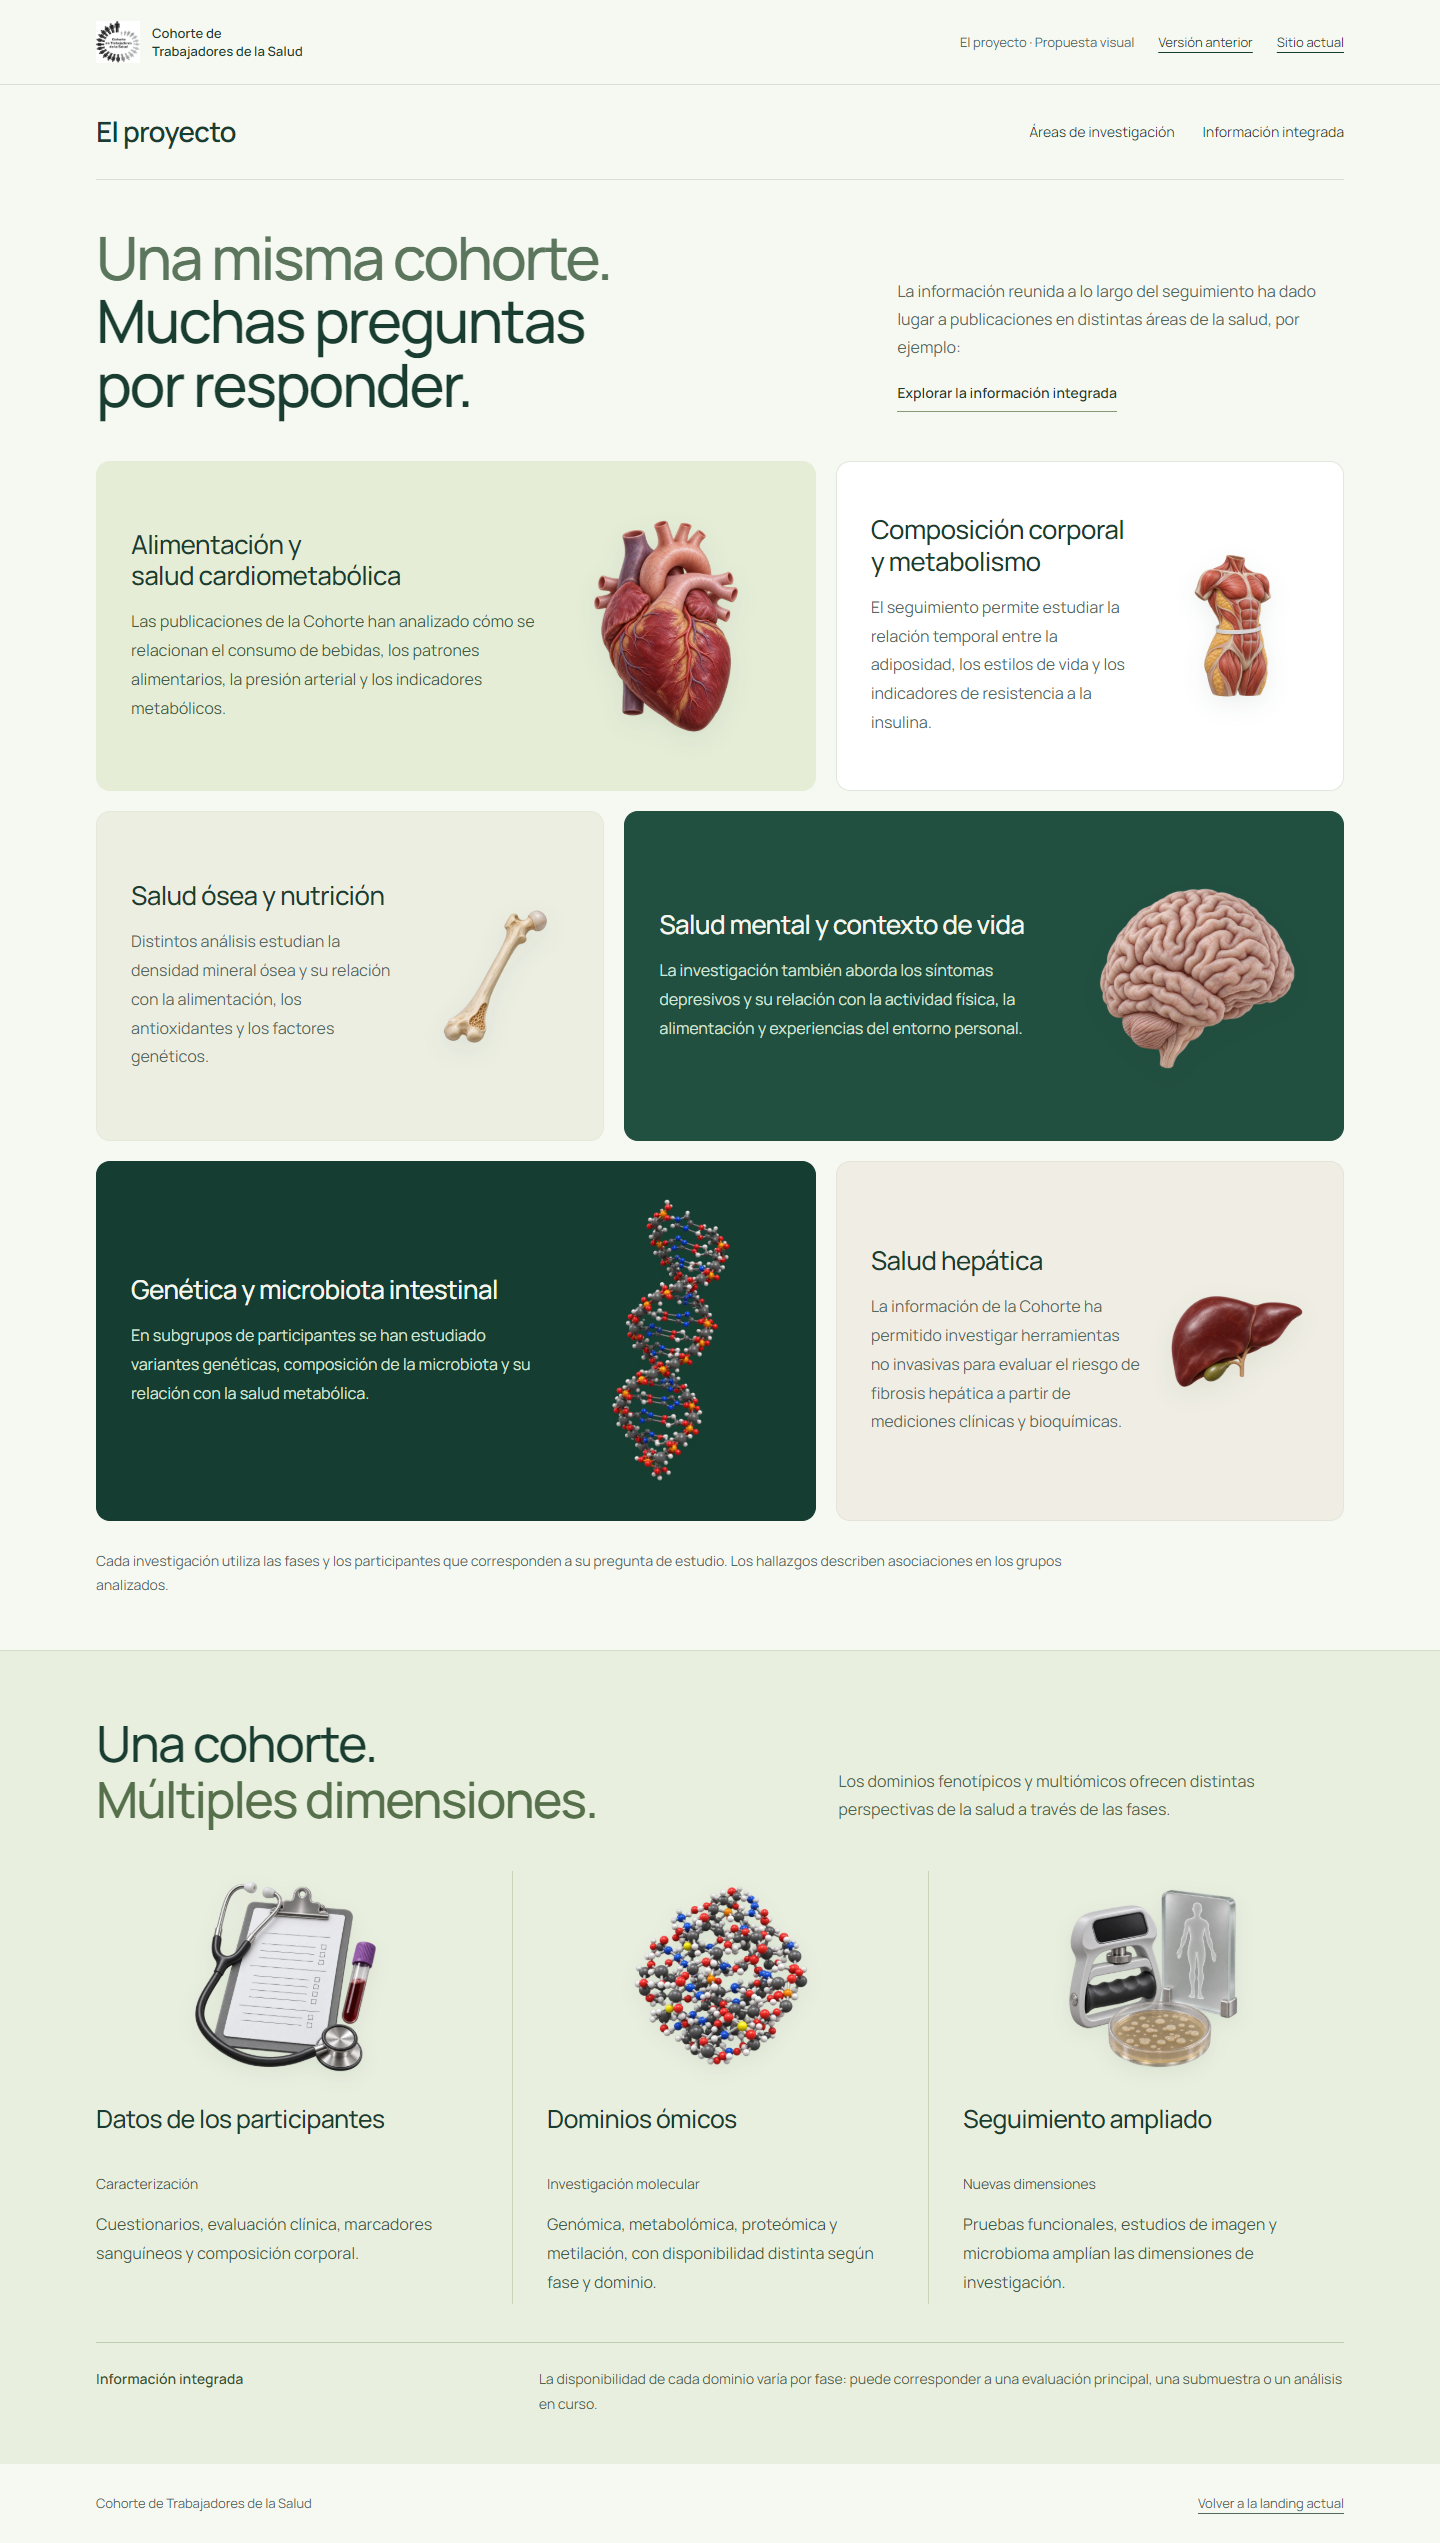 Cohorte de
Trabajadores de la Salud
El proyecto · Propuesta visual
Versión anterior
Sitio actual
El proyecto
Áreas de investigación
Información integrada
Una misma cohorte.
Muchas preguntas
por responder.
La información reunida a lo largo del seguimiento ha dado
lugar a publicaciones en distintas áreas de la salud, por
ejemplo:
Explorar la información integrada
Alimentación y
salud cardiometabólica
Las publicaciones de la Cohorte han analizado cómo se
relacionan el consumo de bebidas, los patrones
alimentarios, la presión arterial y los indicadores
metabólicos.
Composición corporal
y metabolismo
El seguimiento permite estudiar la
relación temporal entre la
adiposidad, los estilos de vida y los
indicadores de resistencia a la
insulina.
Salud ósea y nutrición
Distintos análisis estudian la
densidad mineral ósea y su relación
con la alimentación, los
antioxidantes y los factores
genéticos.
Salud mental y contexto de vida
La investigación también aborda los síntomas
depresivos y su relación con la actividad física, la
alimentación y experiencias del entorno personal.
Genética y microbiota intestinal
En subgrupos de participantes se han estudiado
variantes genéticas, composición de la microbiota y su
relación con la salud metabólica.
Salud hepática
La información de la Cohorte ha
permitido investigar herramientas
no invasivas para evaluar el riesgo de
fibrosis hepática a partir de
mediciones clínicas y bioquímicas.
Cada investigación utiliza las fases y los participantes que corresponden a su pregunta de estudio. Los hallazgos describen asociaciones en los grupos
analizados.
Una cohorte.
Múltiples dimensiones.
Los dominios fenotípicos y multiómicos ofrecen distintas
perspectivas de la salud a través de las fases.
Datos de los participantes
Caracterización
Cuestionarios, evaluación clínica, marcadores
sanguíneos y composición corporal.
Dominios ómicos
Investigación molecular
Genómica, metabolómica, proteómica y
metilación, con disponibilidad distinta según
fase y dominio.
Seguimiento ampliado
Nuevas dimensiones
Pruebas funcionales, estudios de imagen y
microbioma amplían las dimensiones de
investigación.
Información integrada
La disponibilidad de cada dominio varía por fase: puede corresponder a una evaluación principal, una submuestra o un análisis
en curso.
Cohorte de Trabajadores de la Salud
Volver a la landing actual